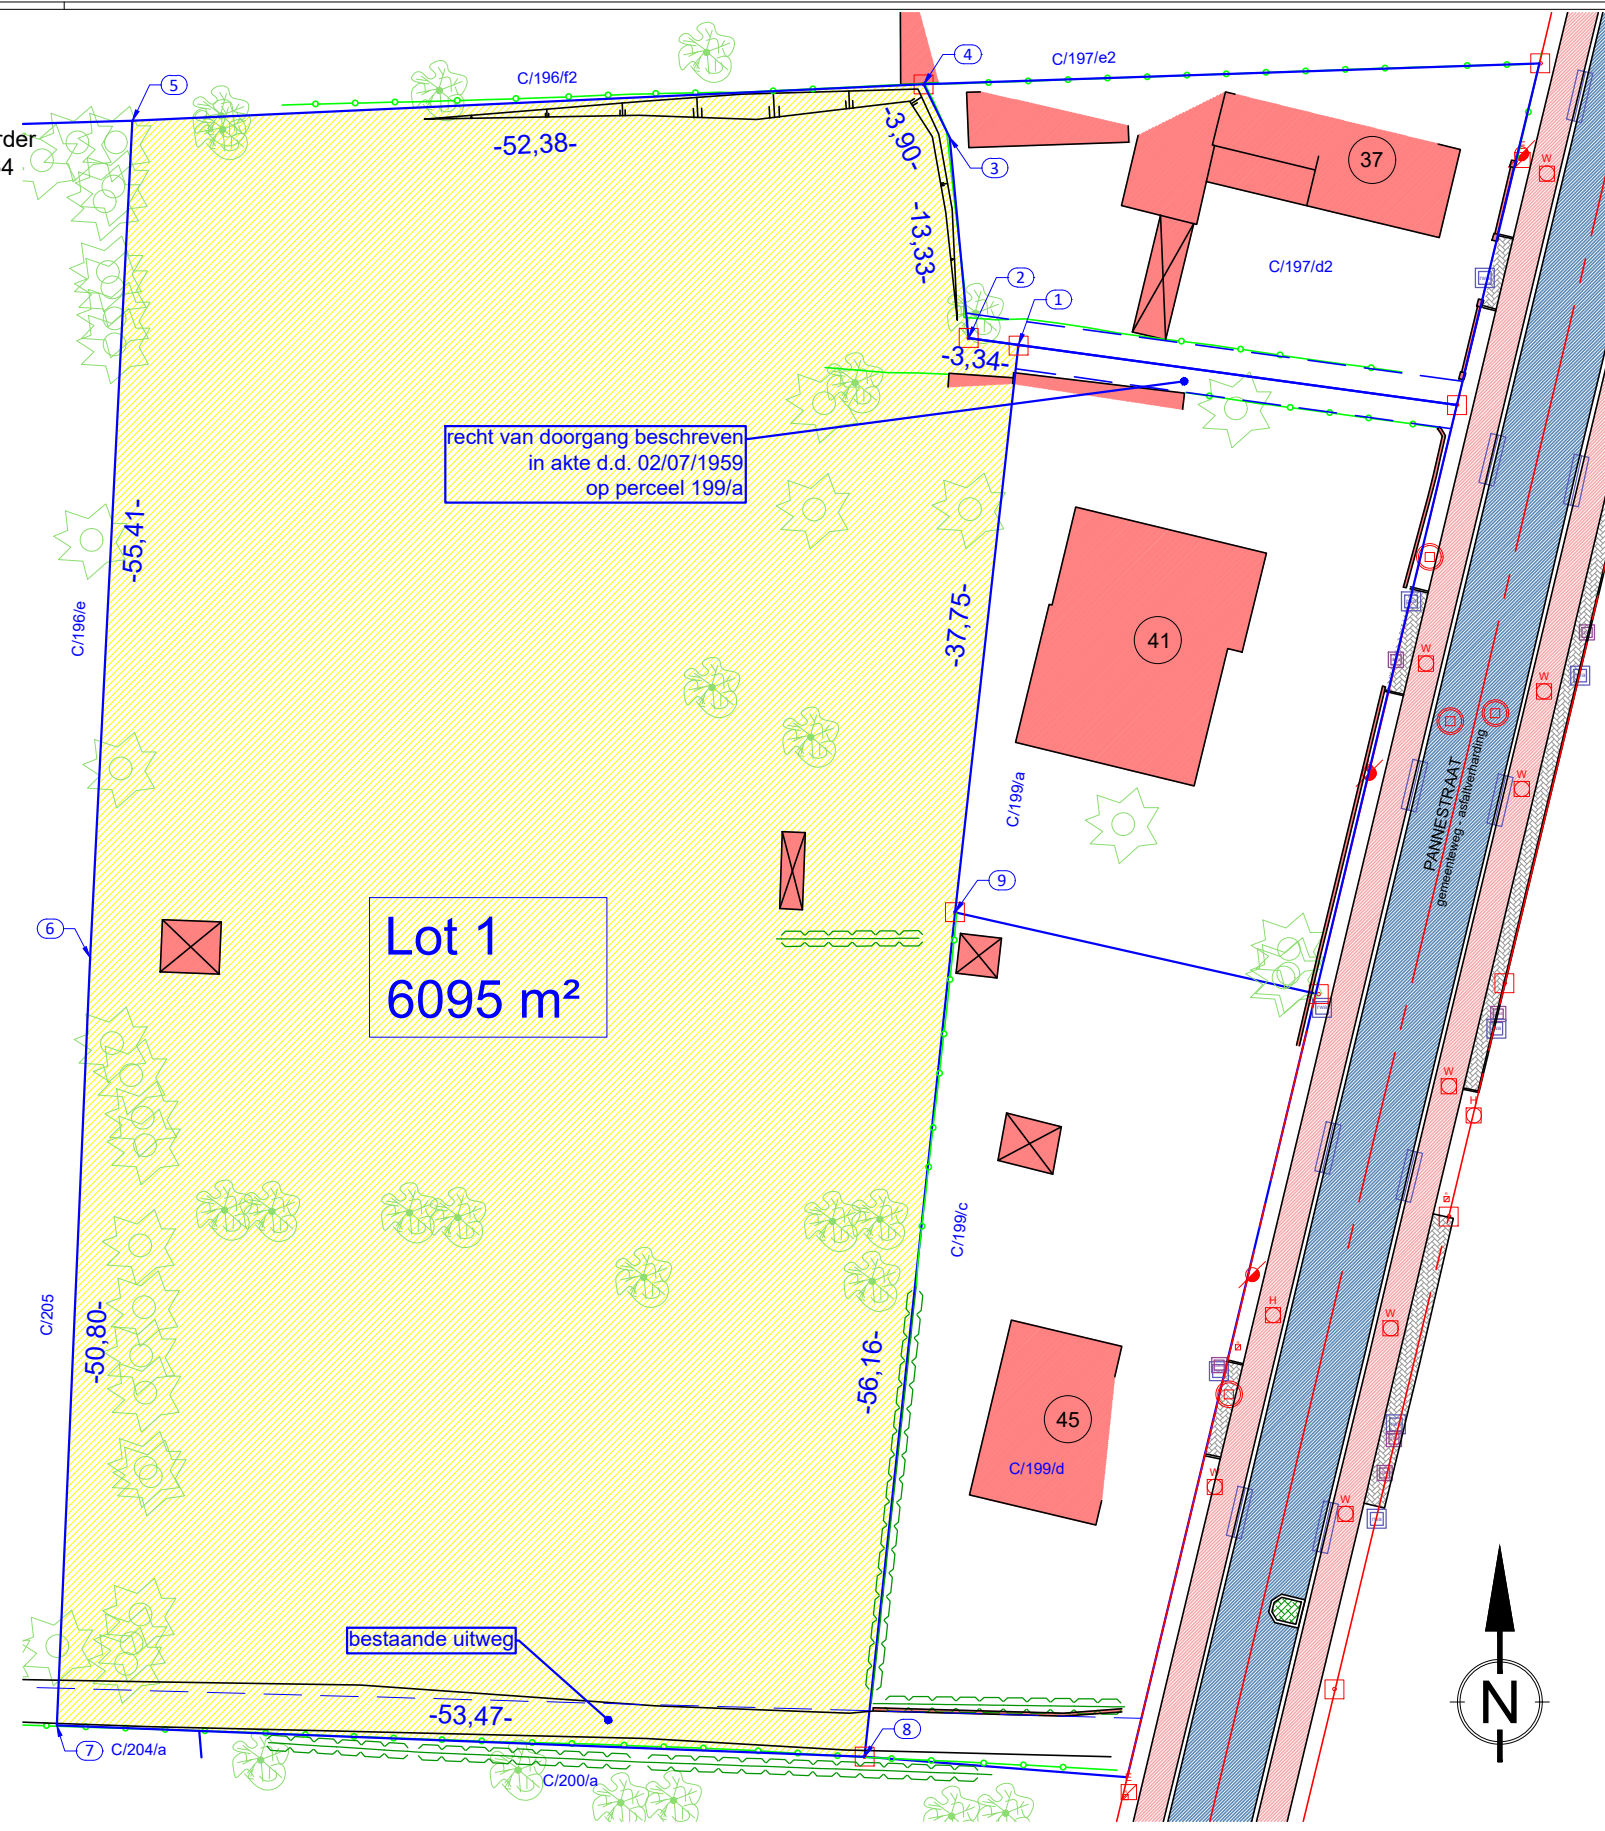 C/196/f2
4
C/197/e2
5
rder
4
-52,38-
-3,90-
3
37
W
-13,33-
C/197/d2
2
1
-3,34-
recht van doorgang beschreven
in akte d.d. 02/07/1959
op perceel 199/a
-55,41-
C/196/e
-37,75-
41
W
W
W
PANNESTRAAT
gemeenteweg - asfaltverharding
C/199/a
9
6
Lot 1
6095 m²
W
H
C/199/c
C/205
-50,80-
H
W
-56,16-
45
C/199/d
W
W
bestaande uitweg
-53,47-
8
7
C/204/a
C/200/a
N